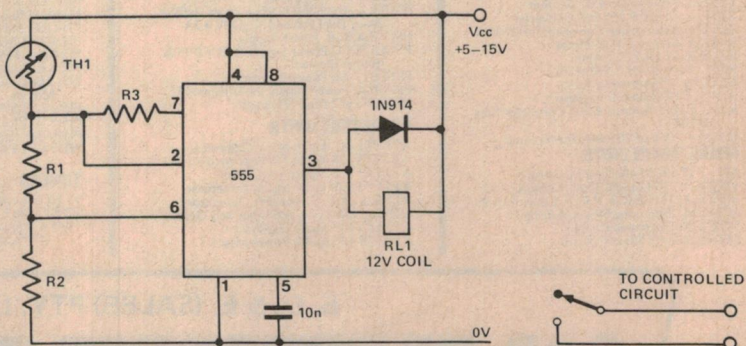 Vcc
+5–15V
TH1
4 8
R3
7
1N914
2
3
R1
555
6
RL1
12V COIL
R2
1 5
10n
0V
TO CONTROLLED
CIRCUIT